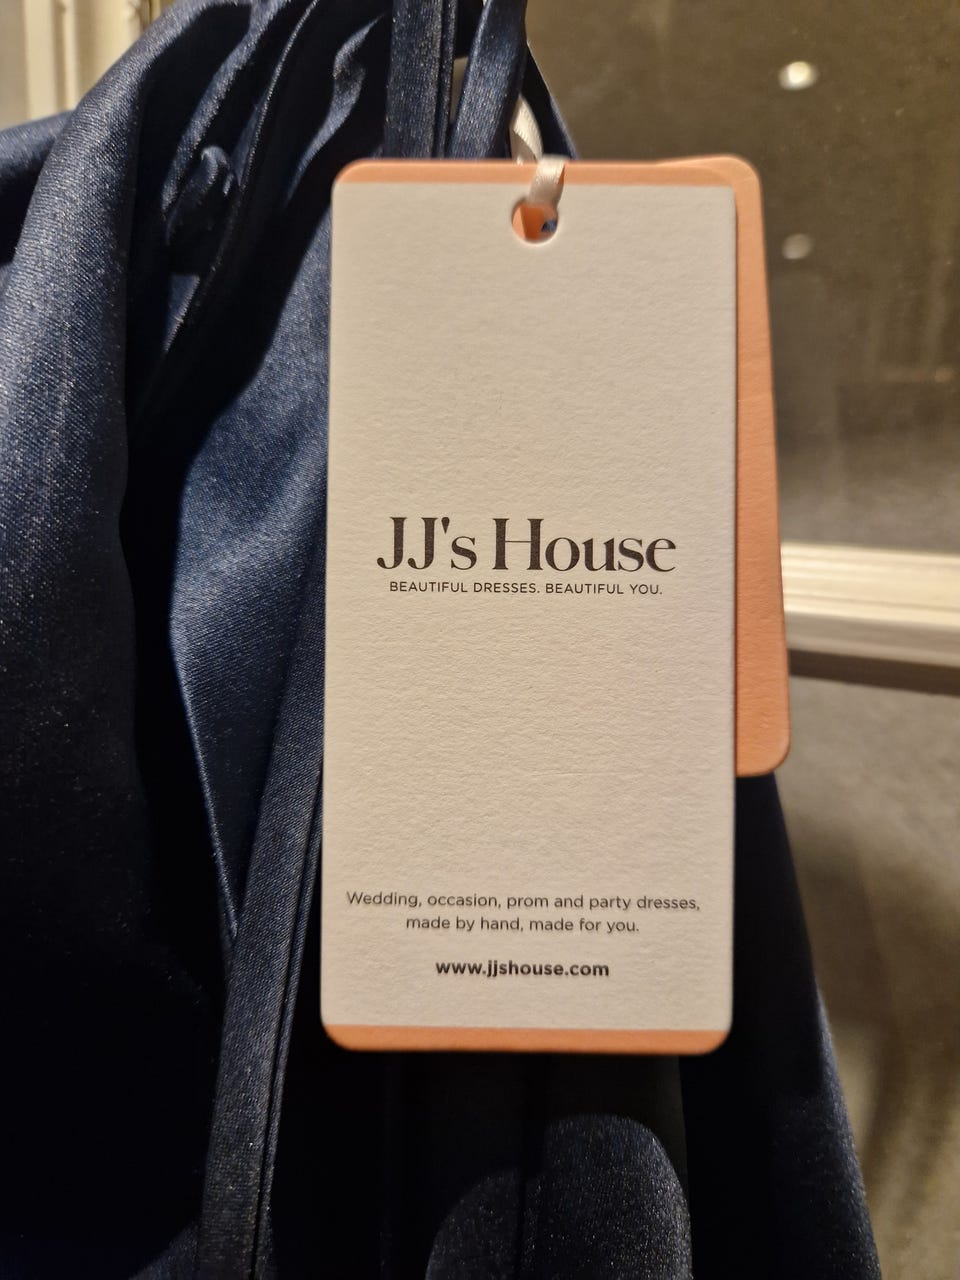 JJ's House
BEAUTIFUL DRESSES. BEAUTIFUL YOU.
Wedding, occasion, prom and party dresses,
made by hand, made for you.
www.jjshouse.com